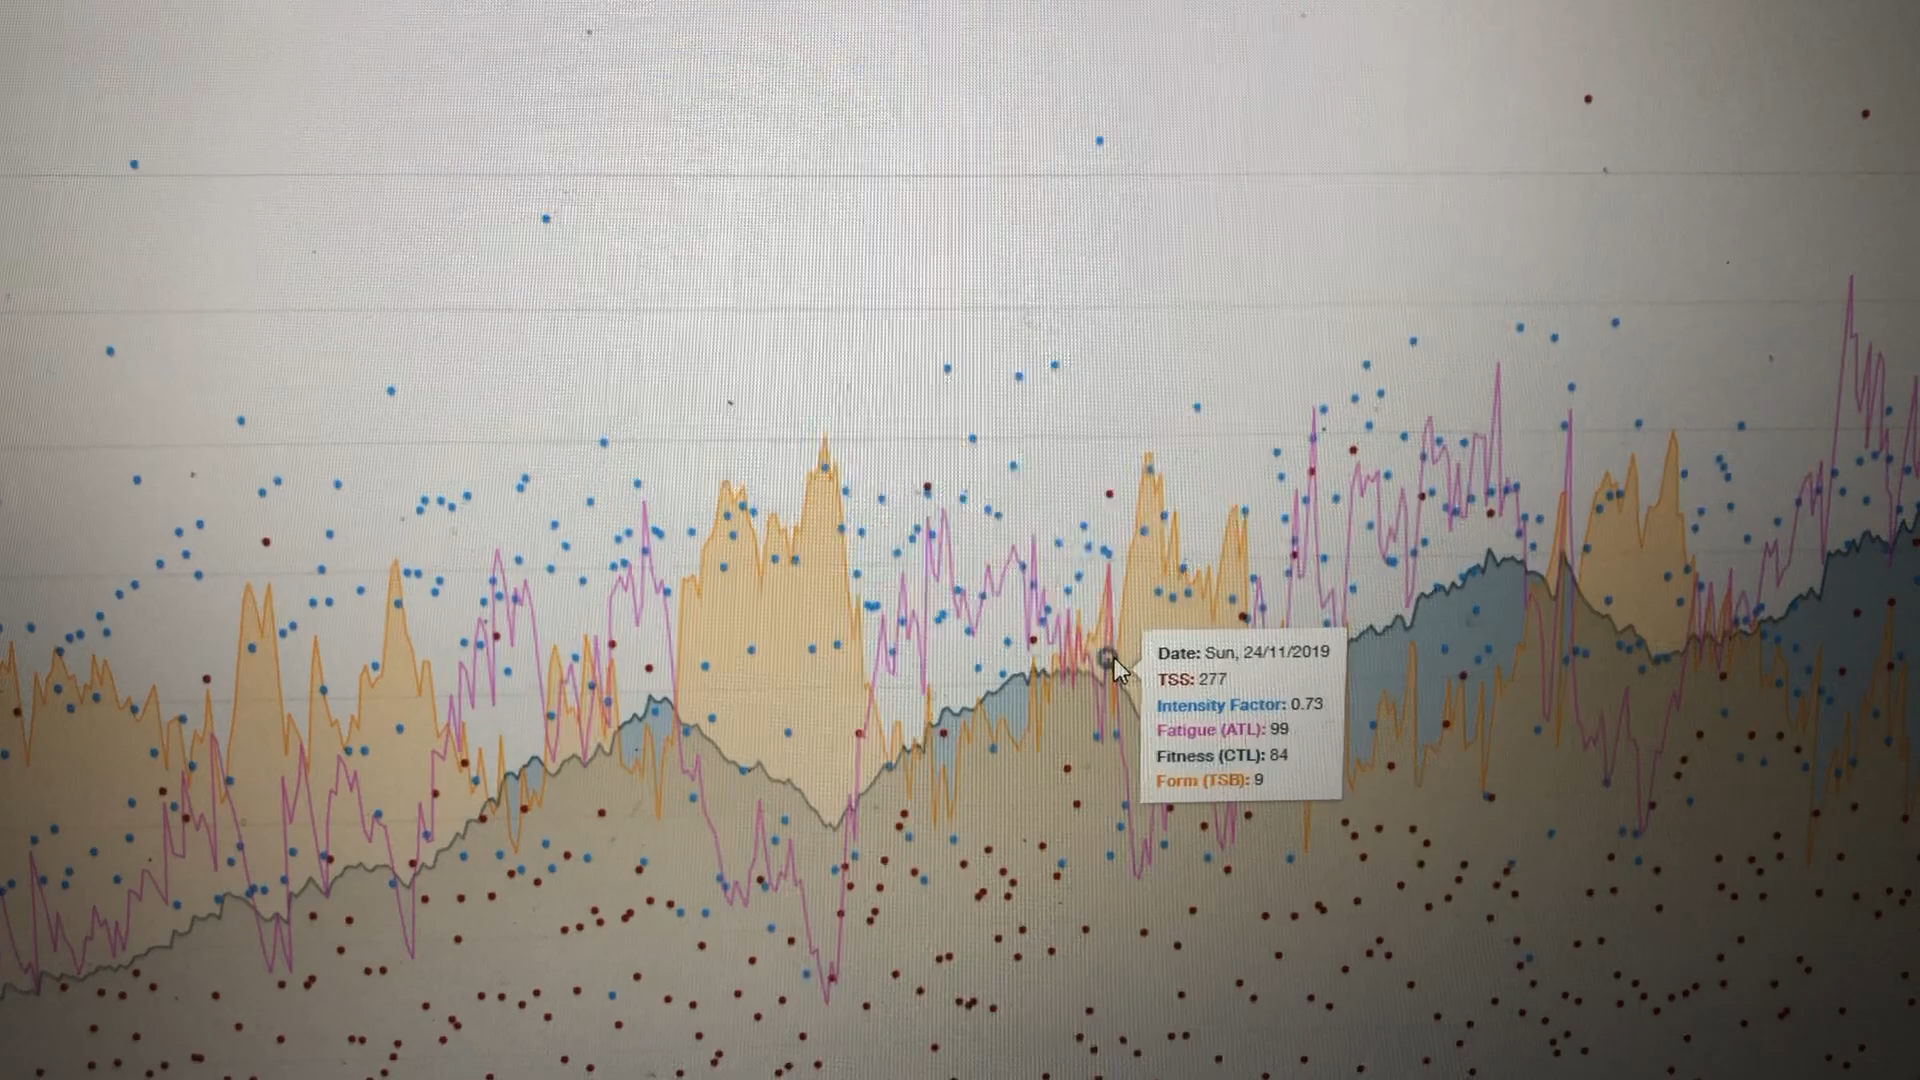 Date: Sun, 24/11/2019
TSS: 277
Intensity Factor: 0.73
Fatigue (ATL): 99
Fitness (CTL): 84
Form (TSB): 9